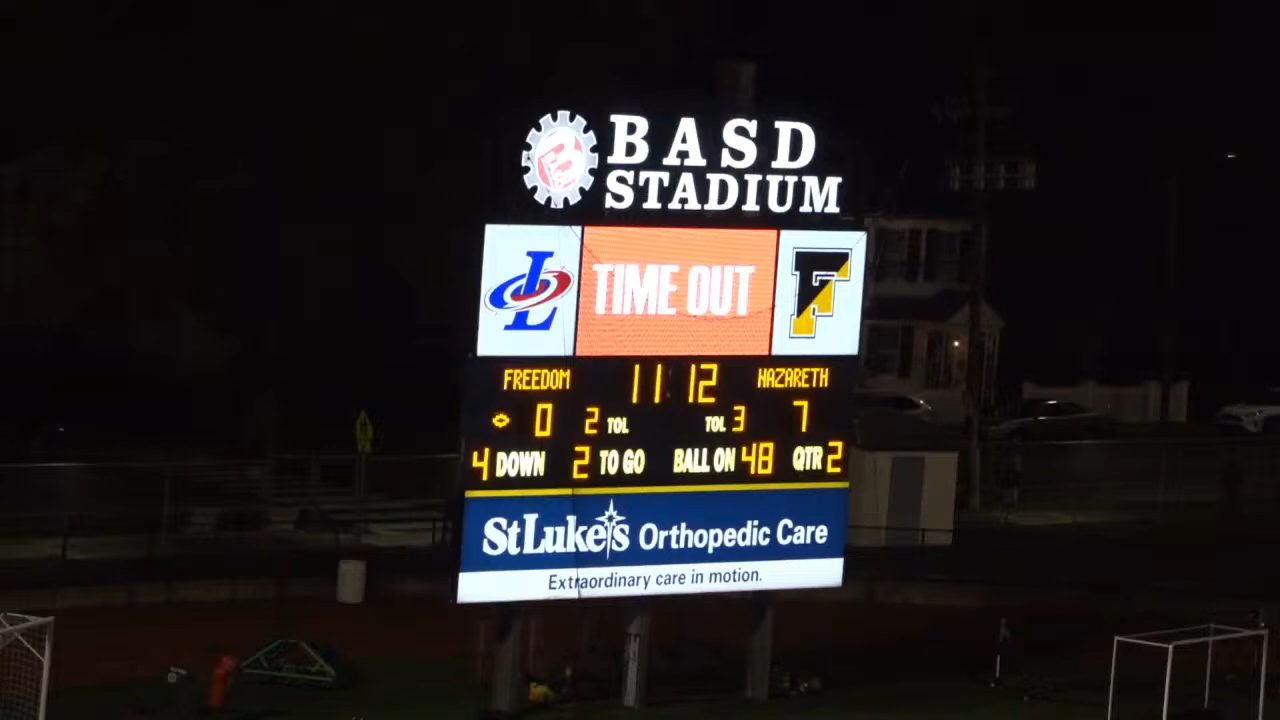 BASD
STADIUM
L
TIME OUT
F
FREEDOM 11:12 NAZARETH
0 2 TOL TOL 3 7
4 DOWN 2 TO GO BALL ON 48 QTR 2
StLuke's Orthopedic Care
Extraordinary care in motion.